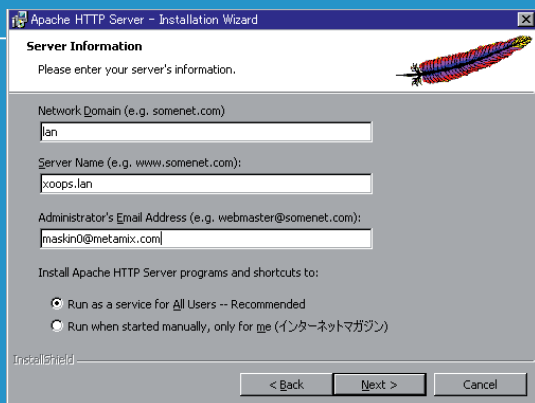 Apache HTTP Server - Installation Wizard
Server Information
Please enter your server's information.
Network Domain (e.g. somenet.com)
lan
Server Name (e.g. www.somenet.com):
xoops.lan
Administrator's Email Address (e.g. webmaster@somenet.com):
maskin0@metamix.com
Install Apache HTTP Server programs and shortcuts to:
Run as a service for All Users -- Recommended
Run when started manually, only for me (インターネットマガジン)
InstallShield
< Back
Next >
Cancel